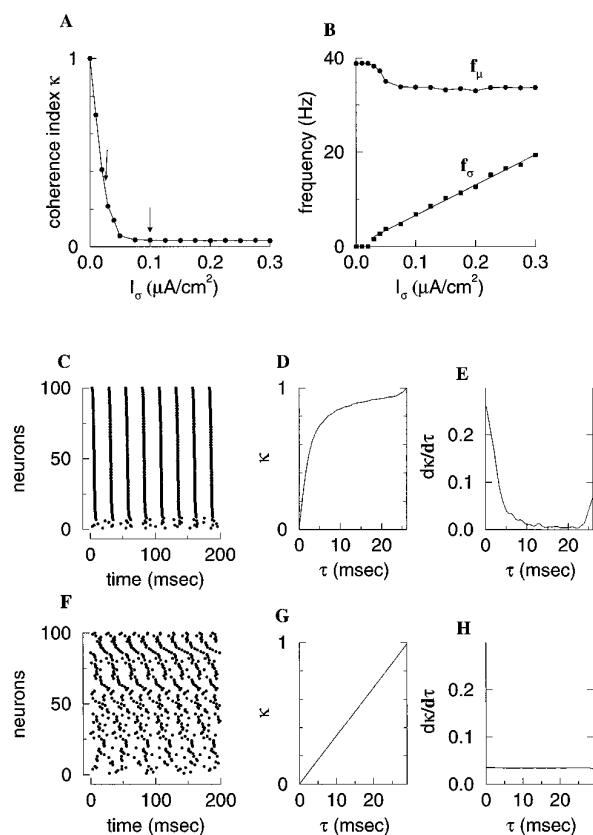 A
B
coherence index κ
1
0
0.0 0.1 0.2 0.3
I_σ (μA/cm²)
frequency (Hz)
40
20
0
f_μ
f_σ
0.0 0.1 0.2 0.3
I_σ (μA/cm²)
C
D
E
neurons
100
50
0
0 100 200
time (msec)
κ
1
0
0 10 20
τ (msec)
dκ/dτ
0.2
0.1
0.0
0 10 20
τ (msec)
F
G
H
neurons
100
50
0
0 100 200
time (msec)
κ
1
0
0 10 20
τ (msec)
dκ/dτ
0.2
0.1
0.0
0 10 20
τ (msec)